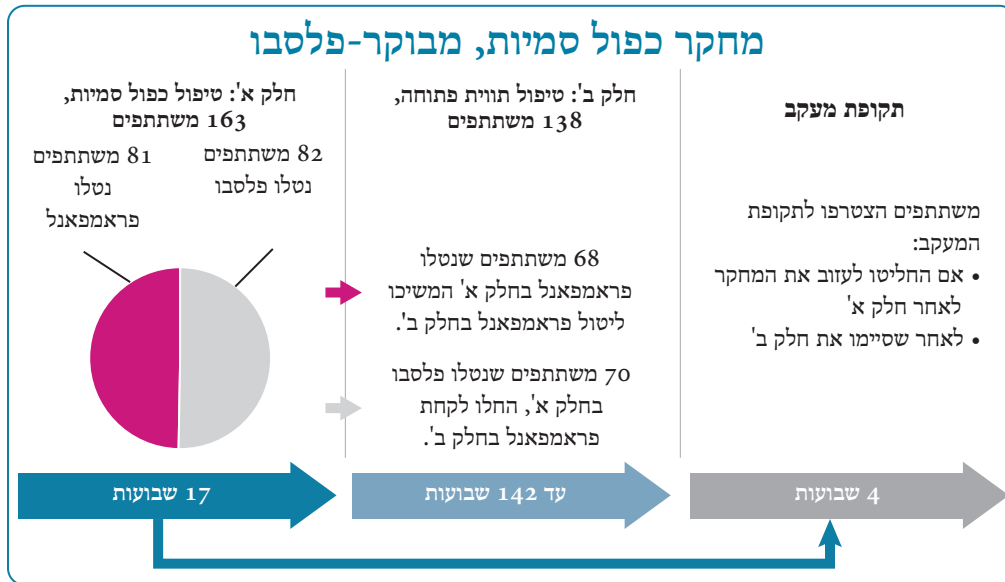 מחקר כפול סמיות, מבוקר-פלסבו
חלק א': טיפול כפול סמיות,
163 משתתפים
81 משתתפים
נטלו
פראמפאנל
82 משתתפים
נטלו פלסבו
17 שבועות
חלק ב': טיפול תווית פתוחה,
138 משתתפים
68 משתתפים שנטלו
פראמפאנל בחלק א' המשיכו
ליטול פראמפאנל בחלק ב'.
70 משתתפים שנטלו פלסבו
בחלק א', החלו לקחת
פראמפאנל בחלק ב'.
עד 142 שבועות
תקופת מעקב
משתתפים הצטרפו לתקופת
המעקב:
• אם החליטו לעזוב את המחקר
לאחר חלק א'
• לאחר שסיימו את חלק ב'
4 שבועות